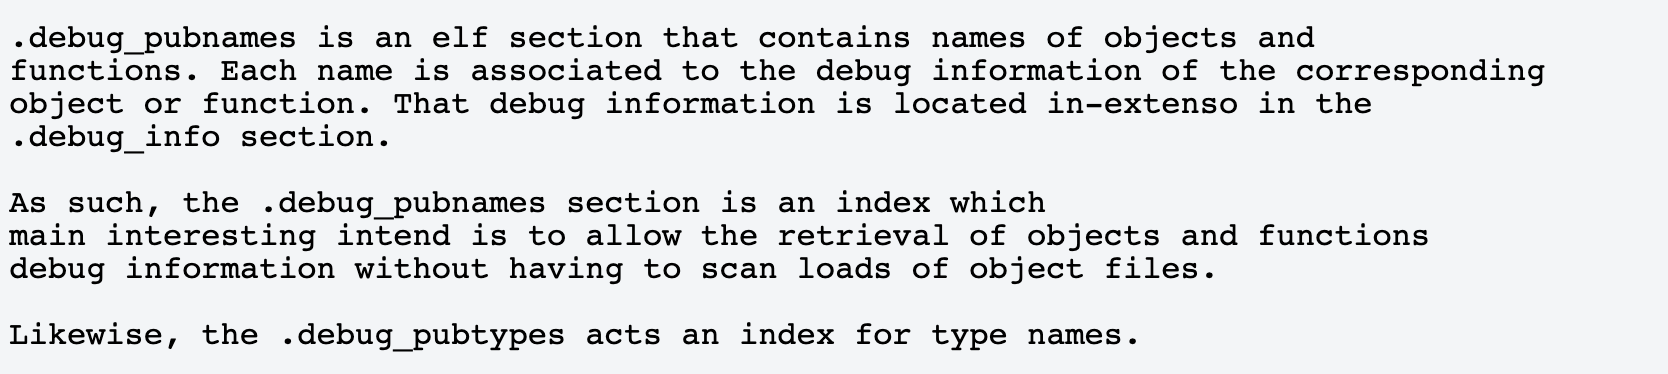 .debug_pubnames is an elf section that contains names of objects and
functions. Each name is associated to the debug information of the corresponding
object or function. That debug information is located in-extenso in the
.debug_info section.
As such, the .debug_pubnames section is an index which
main interesting intend is to allow the retrieval of objects and functions
debug information without having to scan loads of object files.
Likewise, the .debug_pubtypes acts an index for type names.